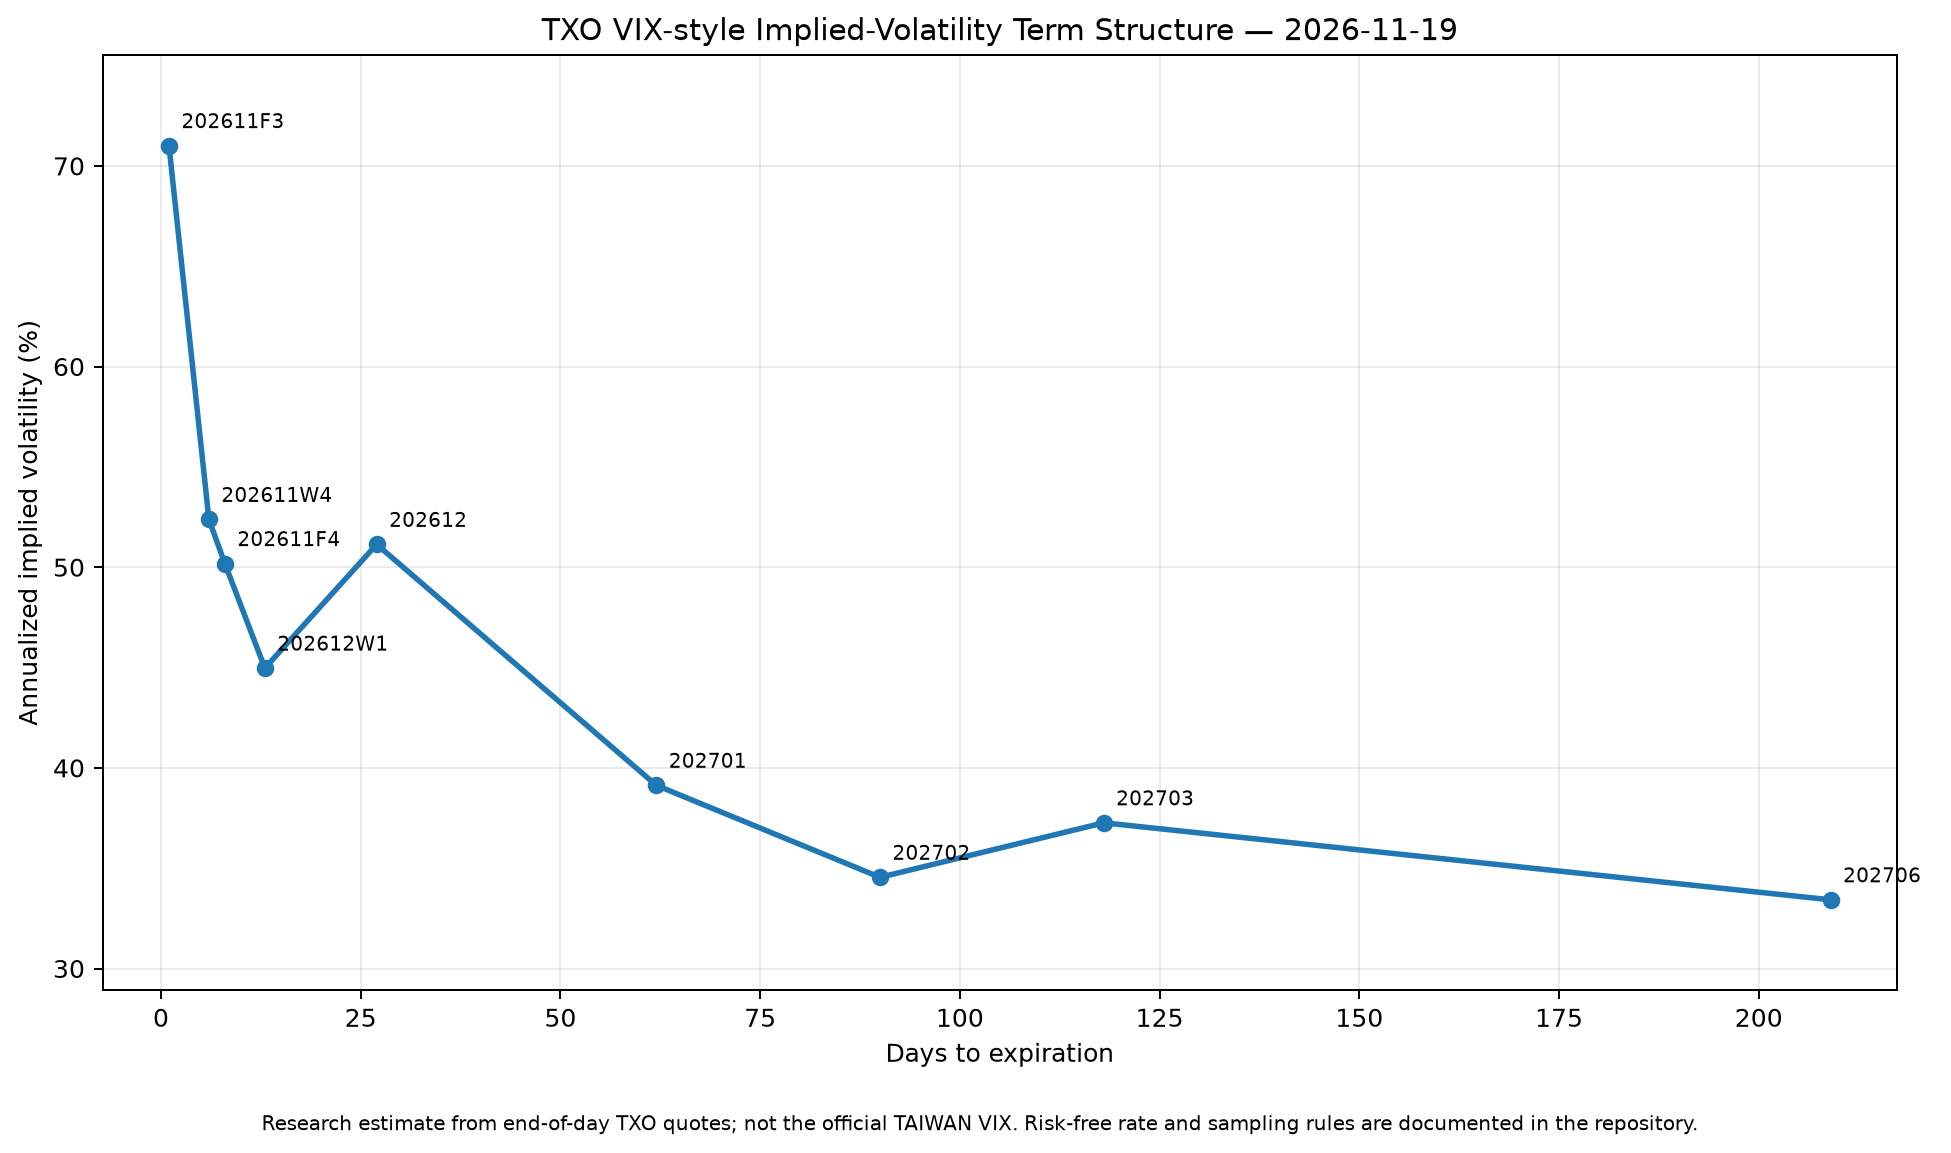 TXO VIX-style Implied-Volatility Term Structure — 2026-11-19
Annualized implied volatility (%)
70
60
50
40
30
202611F3
202611W4
202611F4
202612W1
202612
202701
202702
202703
202706
0 25 50 75 100 125 150 175 200
Days to expiration
Research estimate from end-of-day TXO quotes; not the official TAIWAN VIX. Risk-free rate and sampling rules are documented in the repository.